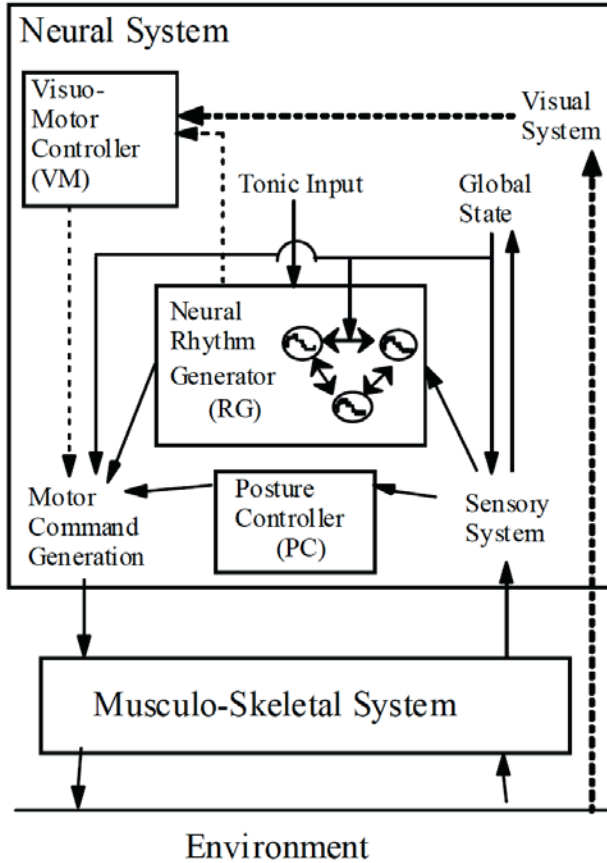 Neural System
Visuo-
Motor
Controller
(VM)
Visual
System
Tonic Input
Global
State
Neural
Rhythm
Generator
(RG)
Motor
Command
Generation
Posture
Controller
(PC)
Sensory
System
Musculo-Skeletal System
Environment